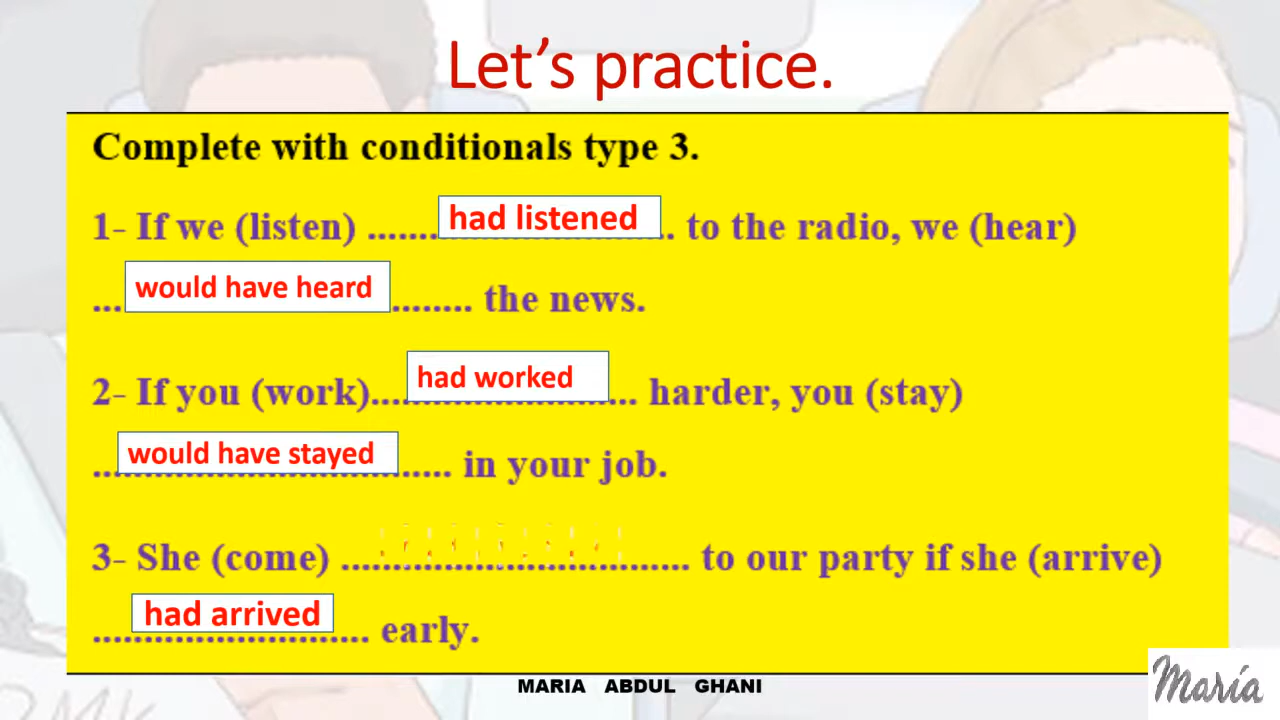 Let's practice.
Complete with conditionals type 3.
1- If we (listen) ....... had listened . to the radio, we (hear)
... would have heard ........ the news.
2- If you (work).... had worked ... harder, you (stay)
would have stayed ..... in your job.
3- She (come) .................................. to our party if she (arrive)
had arrived .... early.
MARIA ABDUL GHANI
María